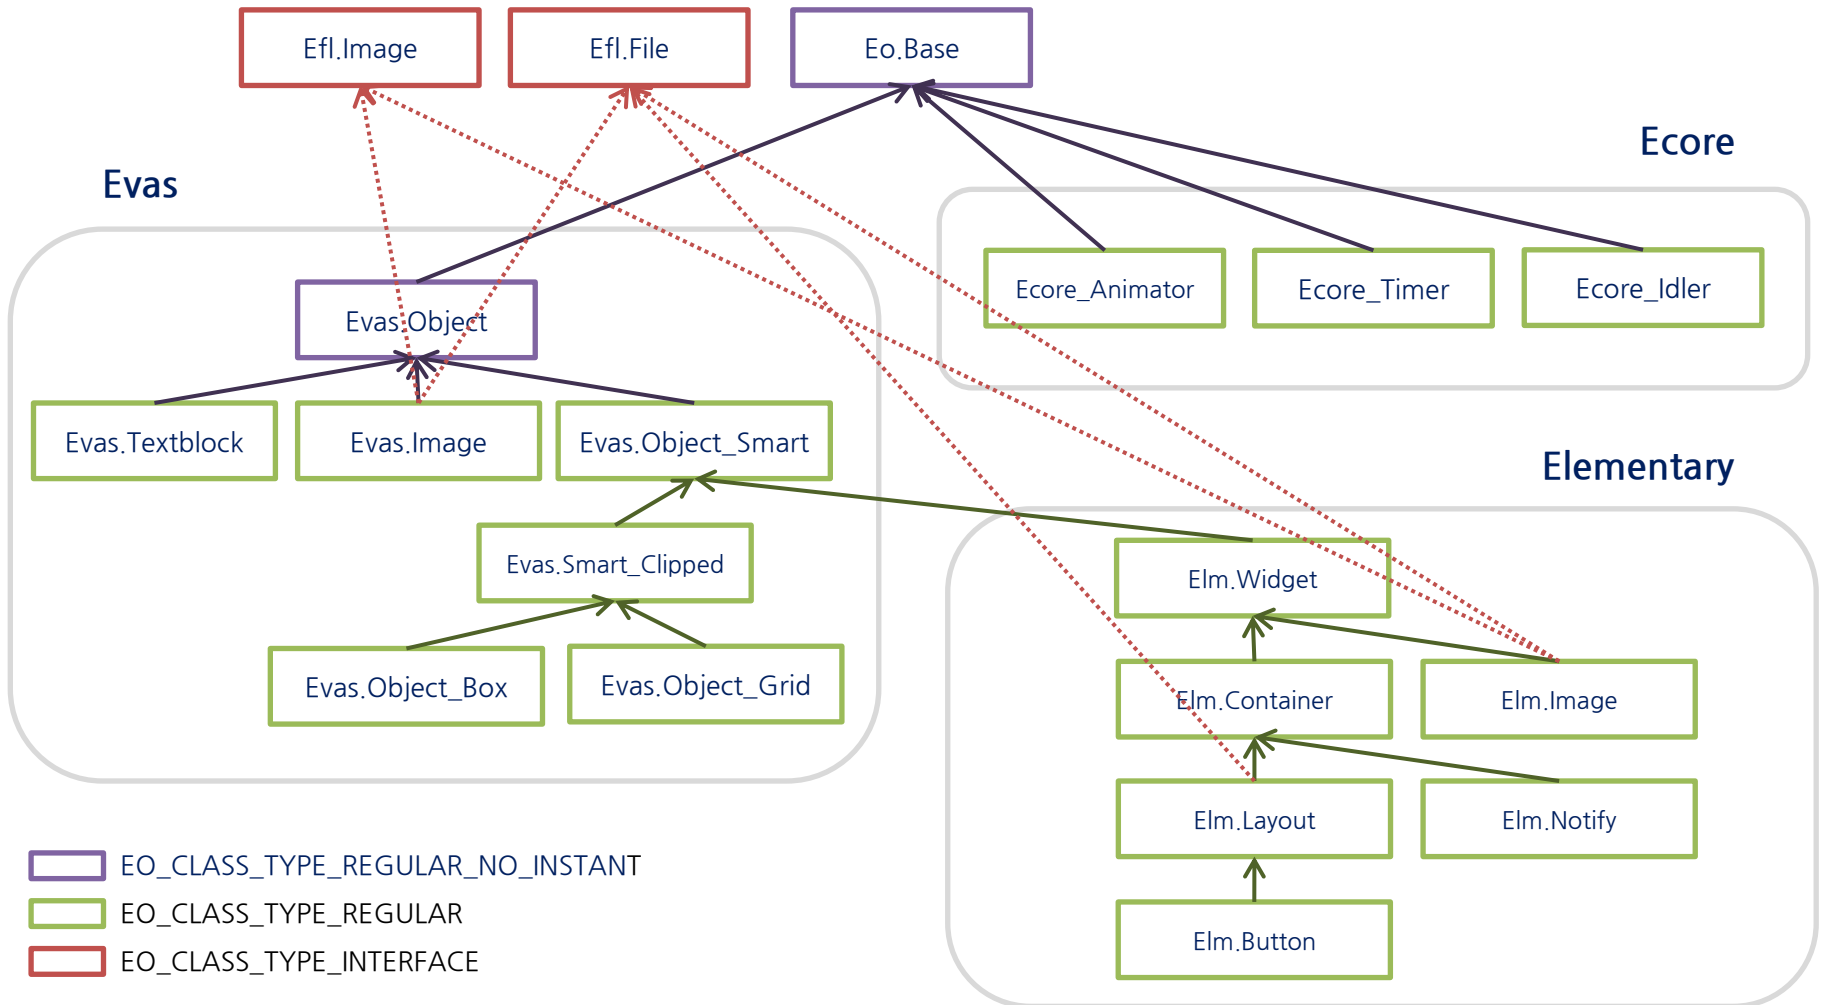 Efl.Image
Efl.File
Eo.Base
Ecore
Evas
Ecore_Animator
Ecore_Timer
Ecore_Idler
Evas.Object
Evas.Textblock
Evas.Image
Evas.Object_Smart
Elementary
Evas.Smart_Clipped
Elm.Widget
Evas.Object_Box
Evas.Object_Grid
Elm.Container
Elm.Image
Elm.Layout
Elm.Notify
EO_CLASS_TYPE_REGULAR_NO_INSTANT
EO_CLASS_TYPE_REGULAR
Elm.Button
EO_CLASS_TYPE_INTERFACE